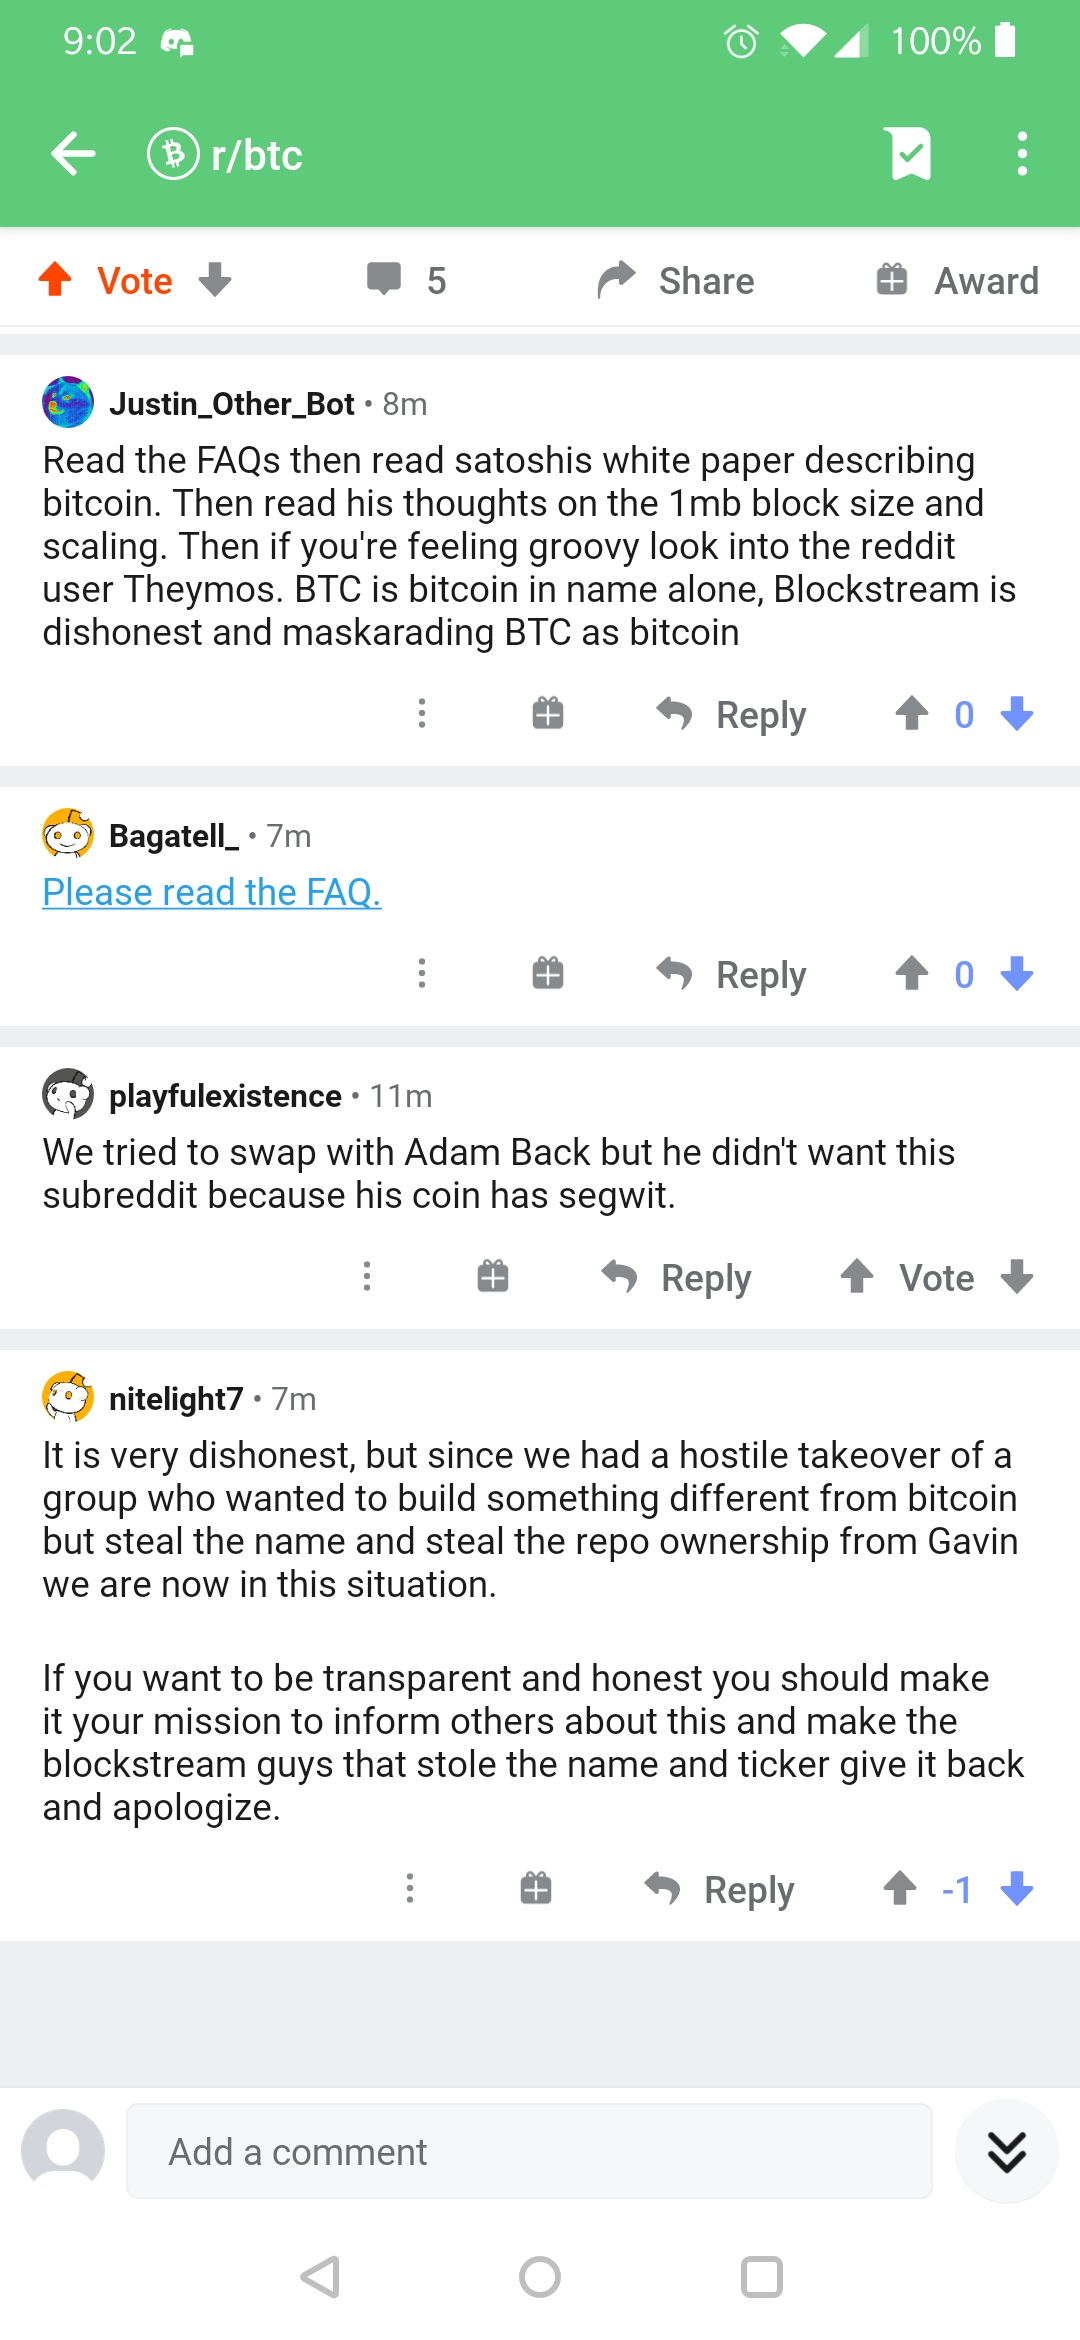 9:02
100%
r/btc
Vote
5
Share
Award
Justin_Other_Bot • 8m
Read the FAQs then read satoshis white paper describing
bitcoin. Then read his thoughts on the 1mb block size and
scaling. Then if you're feeling groovy look into the reddit
user Theymos. BTC is bitcoin in name alone, Blockstream is
dishonest and maskarading BTC as bitcoin
Reply
0
Bagatell_ • 7m
Please read the FAQ.
Reply
0
playfulexistence • 11m
We tried to swap with Adam Back but he didn't want this
subreddit because his coin has segwit.
Reply
Vote
nitelight7 • 7m
It is very dishonest, but since we had a hostile takeover of a
group who wanted to build something different from bitcoin
but steal the name and steal the repo ownership from Gavin
we are now in this situation.
If you want to be transparent and honest you should make
it your mission to inform others about this and make the
blockstream guys that stole the name and ticker give it back
and apologize.
Reply
-1
Add a comment